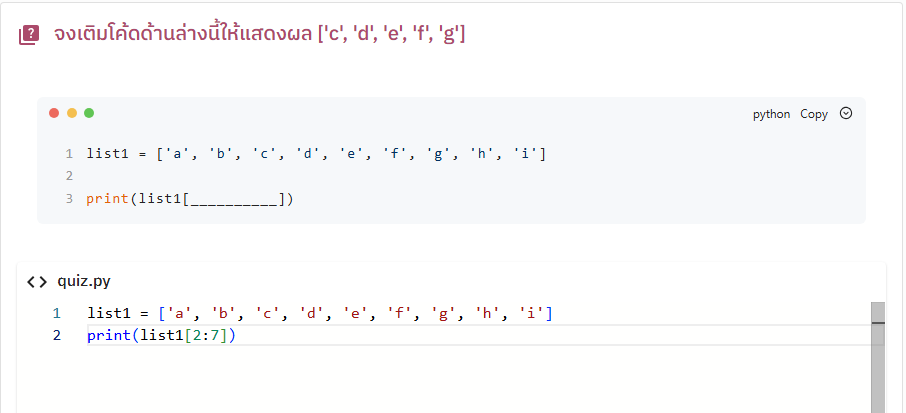 จงเติมโค้ดด้านล่างนี้ให้แสดงผล ['c', 'd', 'e', 'f', 'g']
python Copy
1 list1 = ['a', 'b', 'c', 'd', 'e', 'f', 'g', 'h', 'i']
2
3 print(list1[__________])
<> quiz.py
1 list1 = ['a', 'b', 'c', 'd', 'e', 'f', 'g', 'h', 'i']
2 print(list1[2:7])